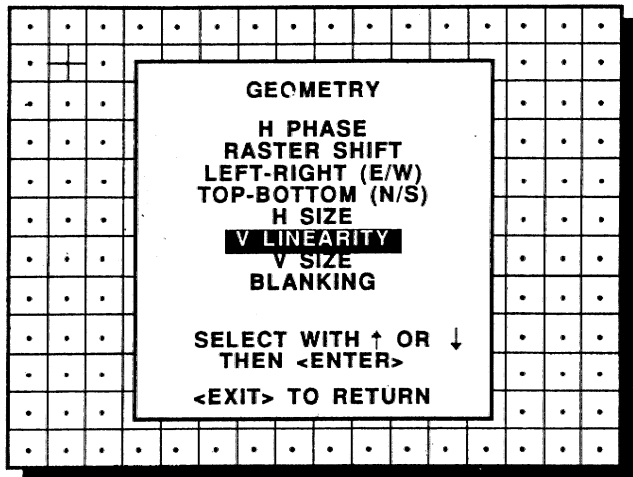 GEOMETRY
H PHASE
RASTER SHIFT
LEFT-RIGHT (E/W)
TOP-BOTTOM (N/S)
H SIZE
V LINEARITY
V SIZE
BLANKING
SELECT WITH ↑ OR ↓
THEN <ENTER>
<EXIT> TO RETURN